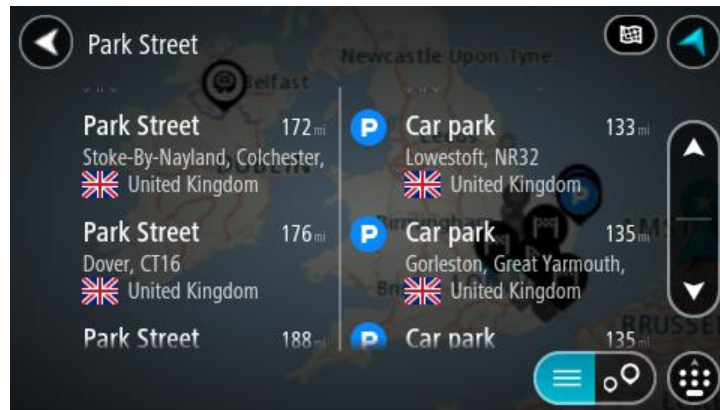 Park Street
Newcastle Upon Tyne
Belfast
Park Street 172 mi
Stoke-By-Nayland, Colchester,
United Kingdom
Park Street 176 mi
Dover, CT16
United Kingdom
Park Street 188 mi
P Car park 133 mi
Lowestoft, NR32
United Kingdom
P Car park 135 mi
Gorleston, Great Yarmouth,
United Kingdom
P Car park 135 mi
DUBLIN
Birmingham
P